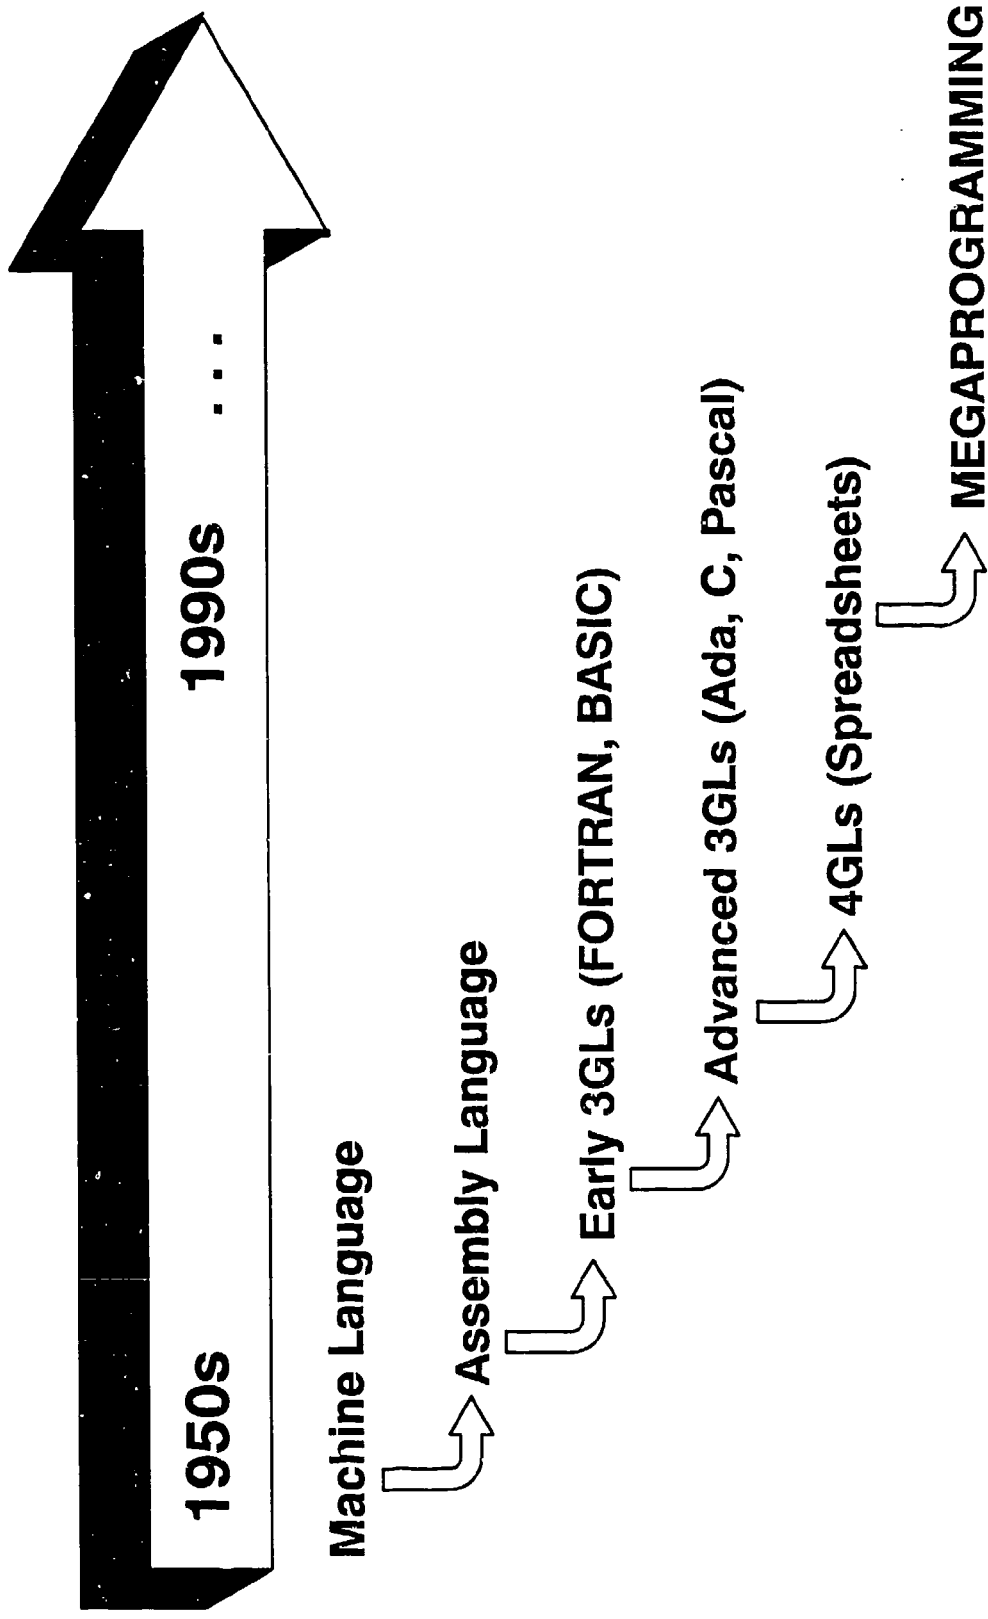 1950s 1990s ...
Machine Language
Assembly Language
Early 3GLs (FORTRAN, BASIC)
Advanced 3GLs (Ada, C, Pascal)
4GLs (Spreadsheets)
MEGAPROGRAMMING